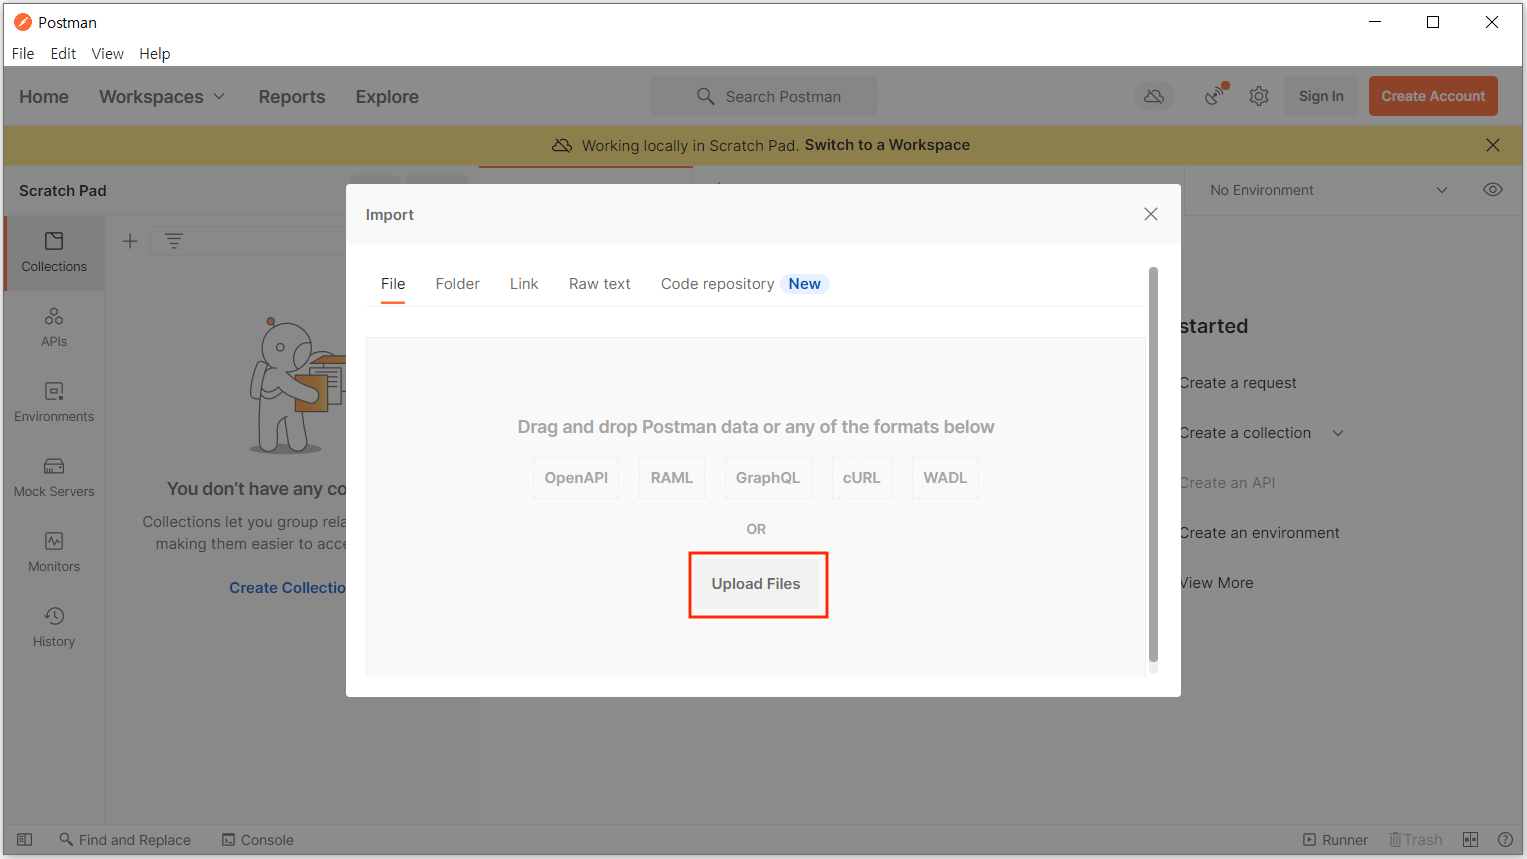 Postman
File Edit View Help
Home Workspaces Reports Explore Search Postman Sign In Create Account
Working locally in Scratch Pad. Switch to a Workspace
Scratch Pad
No Environment
Import
Collections
File Folder Link Raw text Code repository New
APIs
started
Create a request
Environments
Drag and drop Postman data or any of the formats below
Create a collection
OpenAPI RAML GraphQL cURL WADL
Mock Servers
You don't have any co
Create an API
Collections let you group rela
making them easier to acce
OR
Create an environment
Monitors
Create Collectio
Upload Files
View More
History
Find and Replace Console Runner Trash